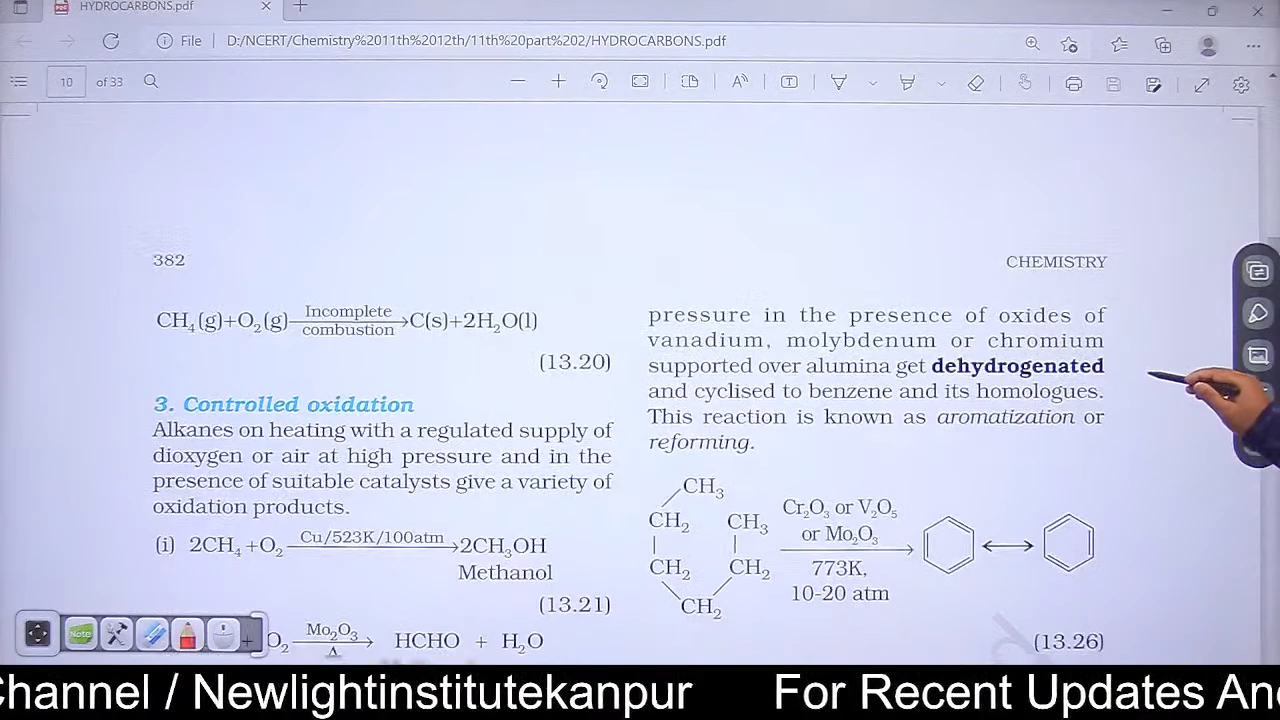 HYDROCARBONS.pdf
File
D:/NCERT/Chemistry%2011th%2012th/11th%20part%202/HYDROCARBONS.pdf
10 of 33
382
CHEMISTRY
CH₄(g)+O₂(g) Incomplete combustion → C(s)+2H₂O(l)
(13.20)
3. Controlled oxidation
Alkanes on heating with a regulated supply of
dioxygen or air at high pressure and in the
presence of suitable catalysts give a variety of
oxidation products.
(i) 2CH₄+O₂ Cu/523K/100atm → 2CH₃OH
Methanol
(13.21)
O₂ Mo₂O₃ Δ → HCHO + H₂O
pressure in the presence of oxides of
vanadium, molybdenum or chromium
supported over alumina get dehydrogenated
and cyclised to benzene and its homologues.
This reaction is known as aromatization or
reforming.
CH₃
CH₂ CH₃
CH₂ CH₂
CH₂
Cr₂O₃ or V₂O₅
or Mo₂O₃
773K,
10-20 atm
(13.26)
Note
Channel / Newlightinstitutekanpur For Recent Updates And